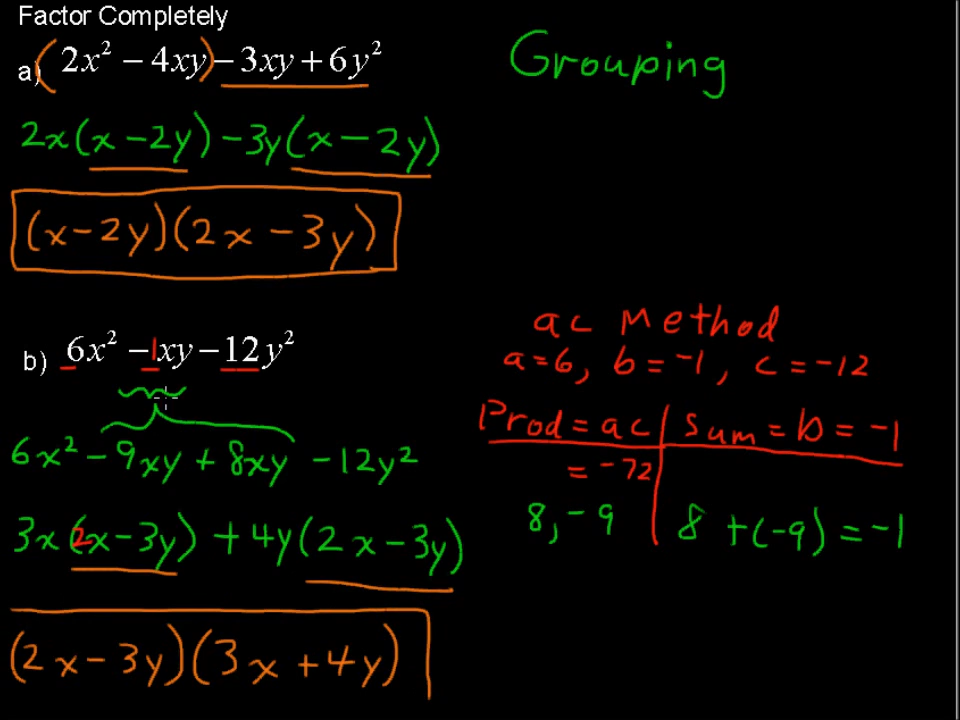 Factor Completely
a) (2x² − 4xy) − 3xy + 6y²
Grouping
2x(x − 2y) − 3y(x − 2y)
(x − 2y)(2x − 3y)
b) 6x² − 1xy − 12y²
6x² − 9xy + 8xy − 12y²
3x(2x − 3y) + 4y(2x − 3y)
(2x − 3y)(3x + 4y)
ac Method
a = 6, b = -1, c = -12
Prod = ac | Sum = b = -1
= -72
8, -9 | 8 + (-9) = -1